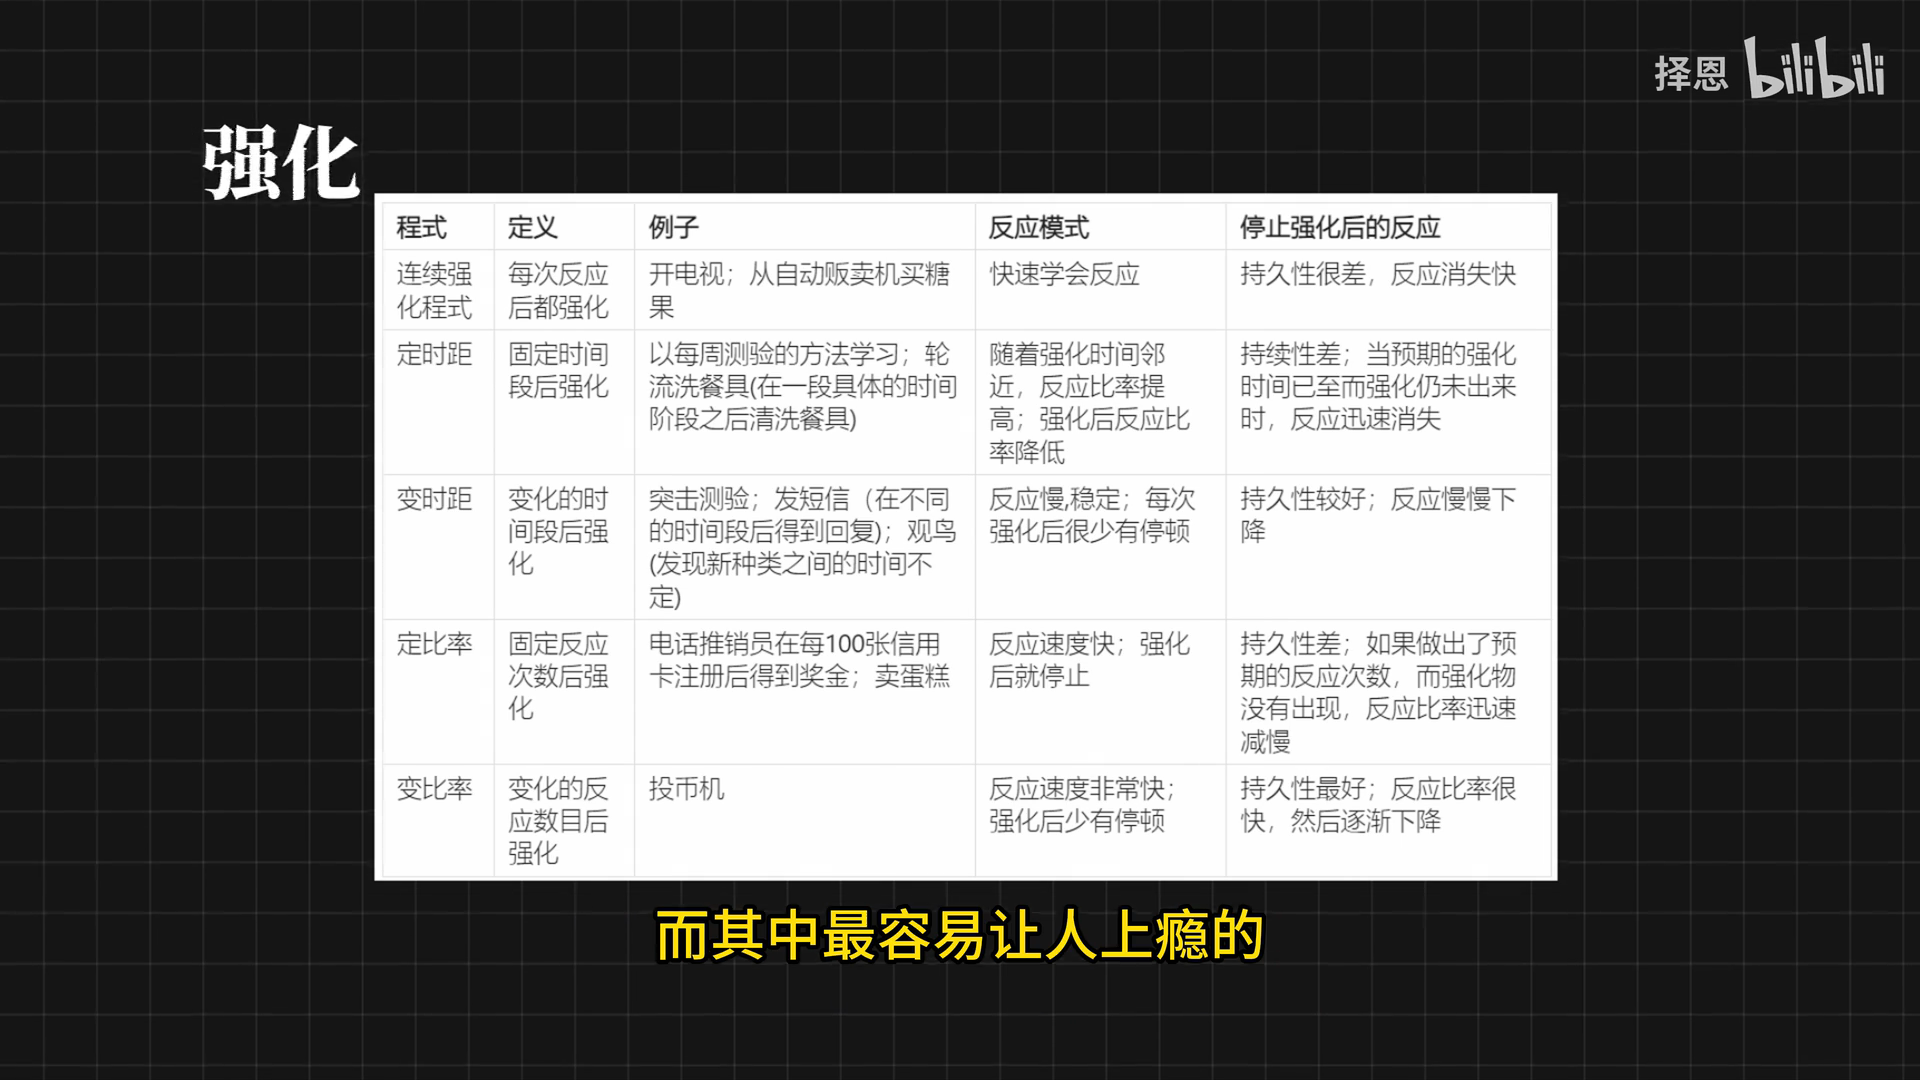 择恩 bilibili
强化
程式 定义 例子 反应模式 停止强化后的反应
连续强 每次反应 开电视；从自动贩卖机买糖 快速学会反应 持久性很差，反应消失快
化程式 后都强化 果
定时距 固定时间 以每周测验的方法学习；轮 随着强化时间邻 持续性差；当预期的强化
段后强化 流洗餐具(在一段具体的时间 近，反应比率提 时间已至而强化仍未出来
阶段之后清洗餐具) 高；强化后反应比 时，反应迅速消失
率降低
变时距 变化的时 突击测验；发短信（在不同 反应慢,稳定；每次 持久性较好；反应慢慢下
间段后强 的时间段后得到回复)；观鸟 强化后很少有停顿 降
化 (发现新种类之间的时间不
定)
定比率 固定反应 电话推销员在每100张信用 反应速度快；强化 持久性差；如果做出了预
次数后强 卡注册后得到奖金；卖蛋糕 后就停止 期的反应次数，而强化物
化 没有出现，反应比率迅速
减慢
变比率 变化的反 投币机 反应速度非常快； 持久性最好；反应比率很
应数目后 强化后少有停顿 快，然后逐渐下降
强化
而其中最容易让人上瘾的